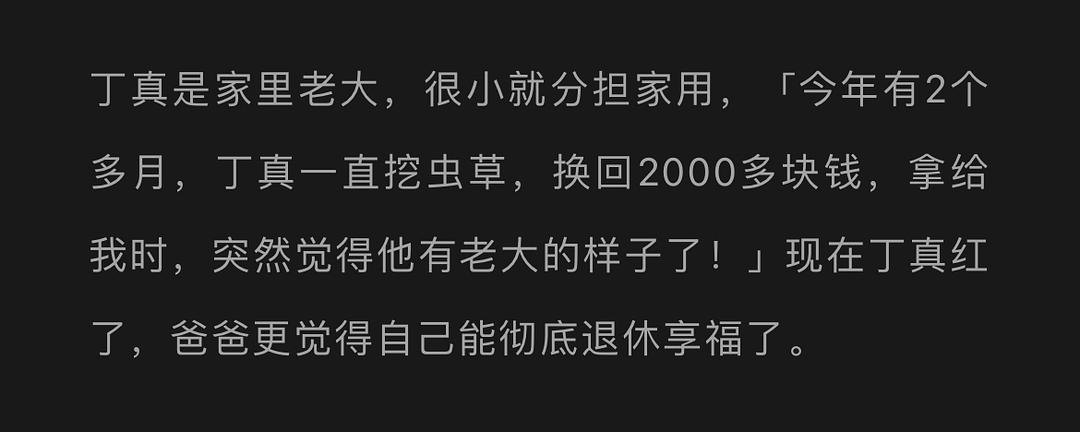 丁真是家里老大，很小就分担家用，「今年有2个
多月，丁真一直挖虫草，换回2000多块钱，拿给
我时，突然觉得他有老大的样子了！」现在丁真红
了，爸爸更觉得自己能彻底退休享福了。